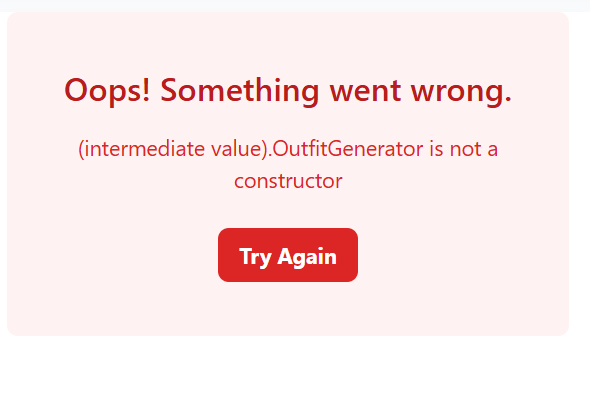 Oops! Something went wrong.
(intermediate value).OutfitGenerator is not a
constructor
Try Again